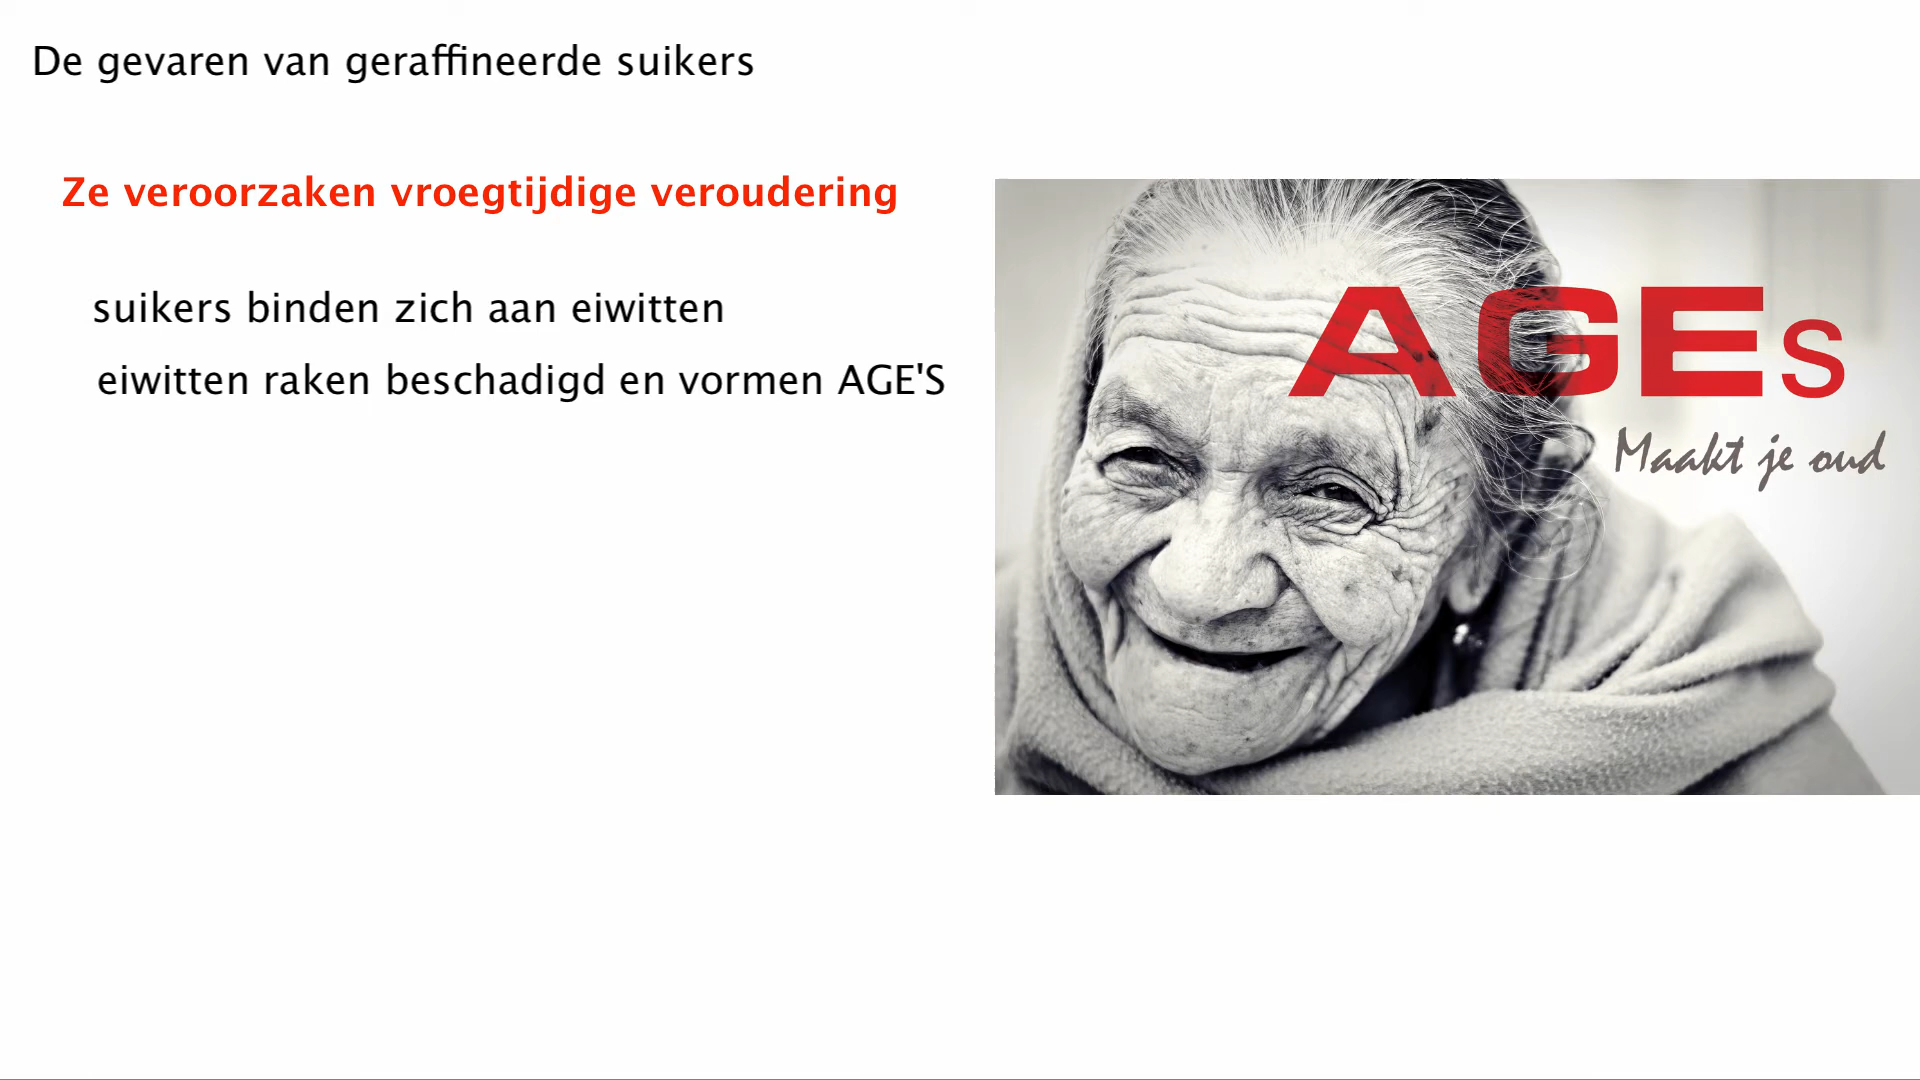 De gevaren van geraffineerde suikers
Ze veroorzaken vroegtijdige veroudering
suikers binden zich aan eiwitten
eiwitten raken beschadigd en vormen AGE'S
AGEs
Maakt je oud